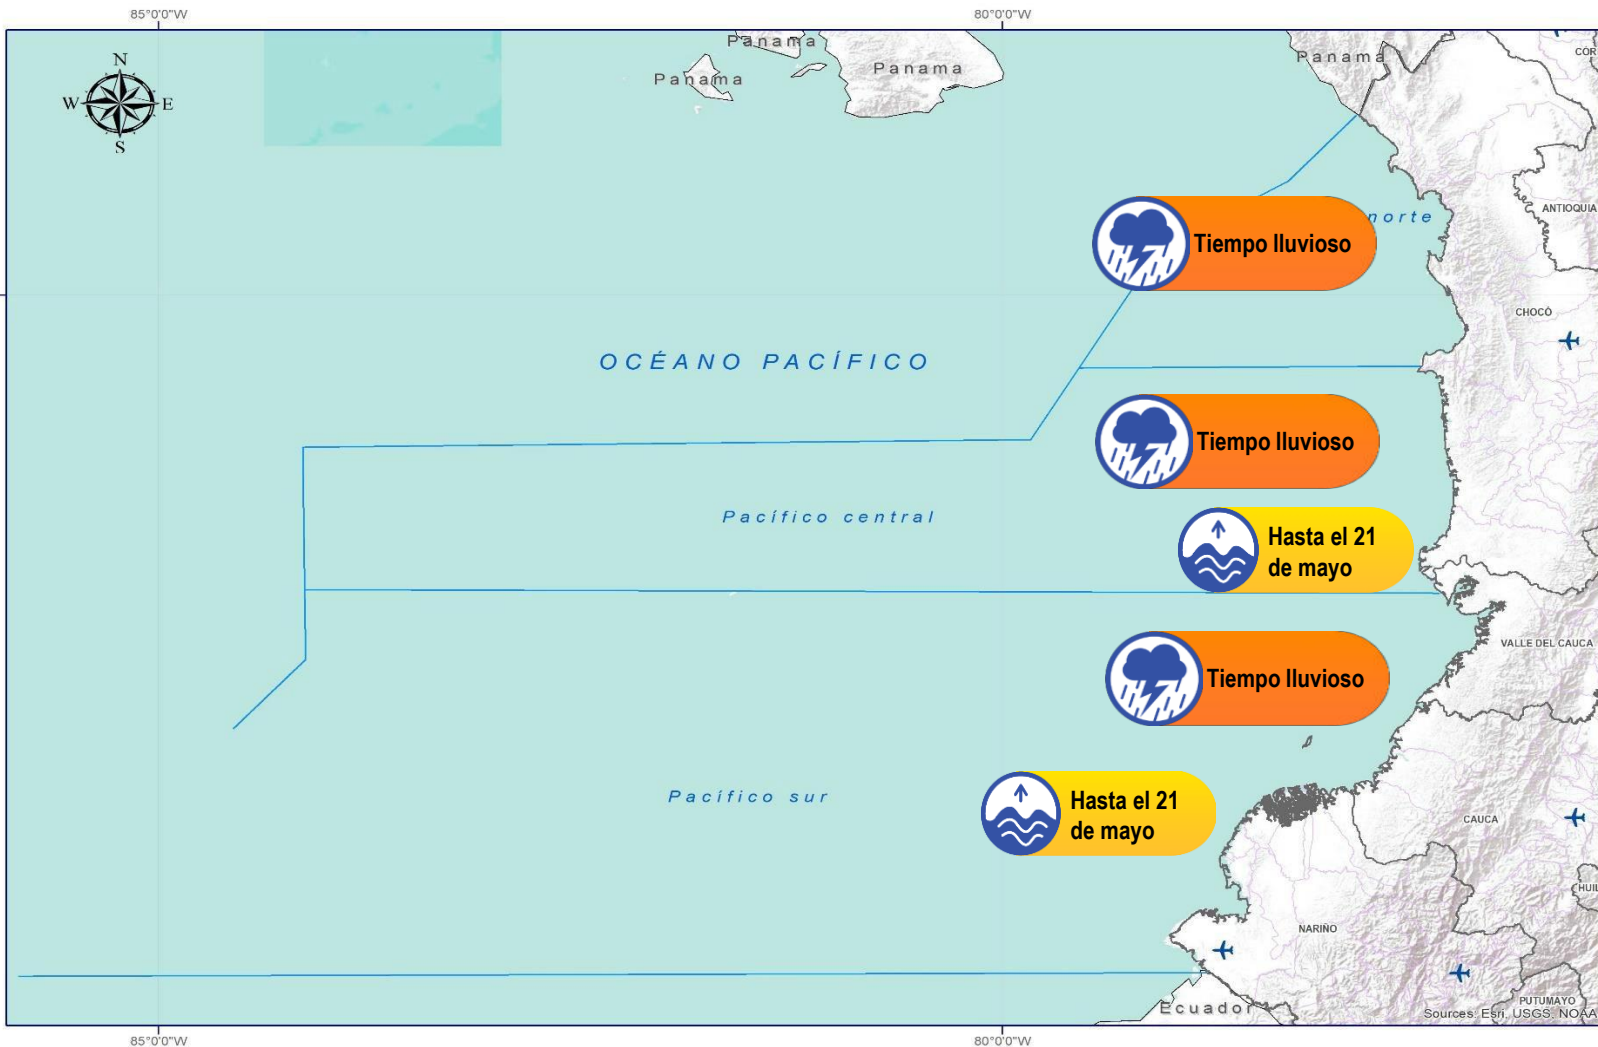 85°0'0"W
80°0'0"W
Panama
Panama
Panama
Panama
COR
N
W
E
S
ANTIOQUIA
norte
Tiempo lluvioso
CHOCÓ
OCÉANO PACÍFICO
Tiempo lluvioso
Pacífico central
Hasta el 21
de mayo
VALLE DEL CAUCA
Tiempo lluvioso
Pacífico sur
Hasta el 21
de mayo
CAUCA
HUIL
NARIÑO
PUTUMAYO
Ecuador
Sources: Esri, USGS, NOAA
85°0'0"W
80°0'0"W